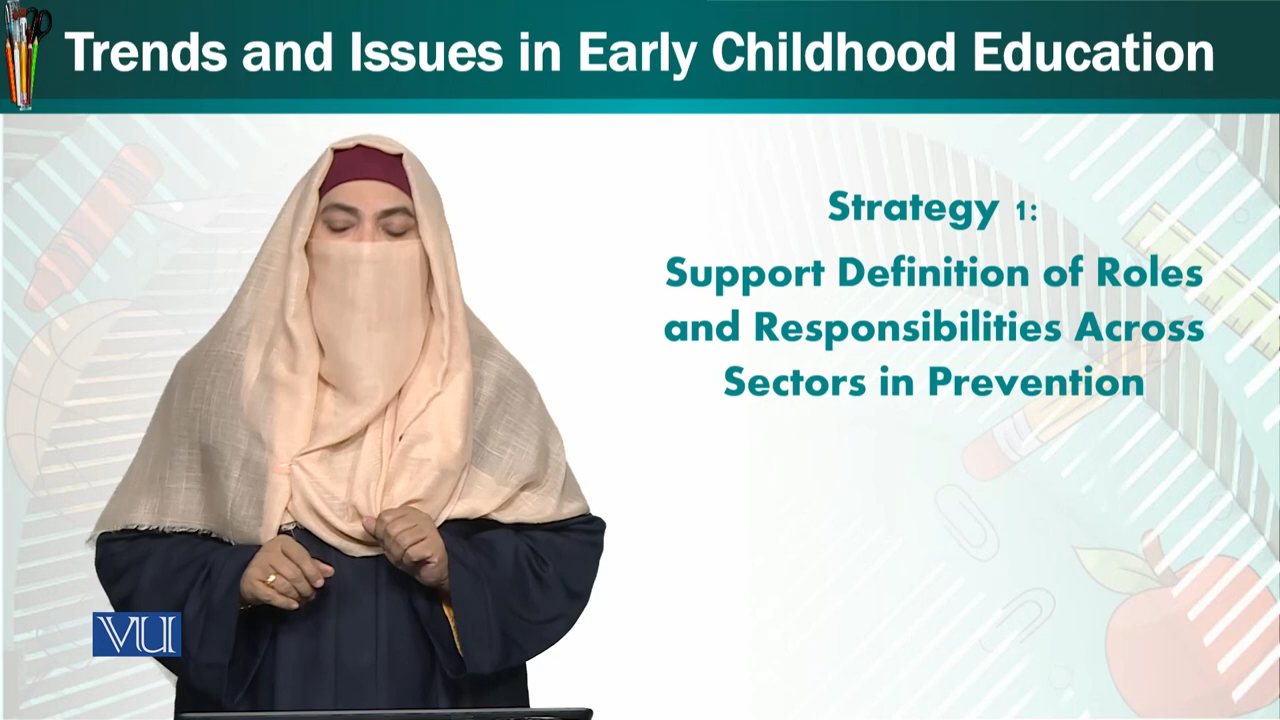 Trends and Issues in Early Childhood Education
Strategy 1:
Support Definition of Roles
and Responsibilities Across
Sectors in Prevention
VU